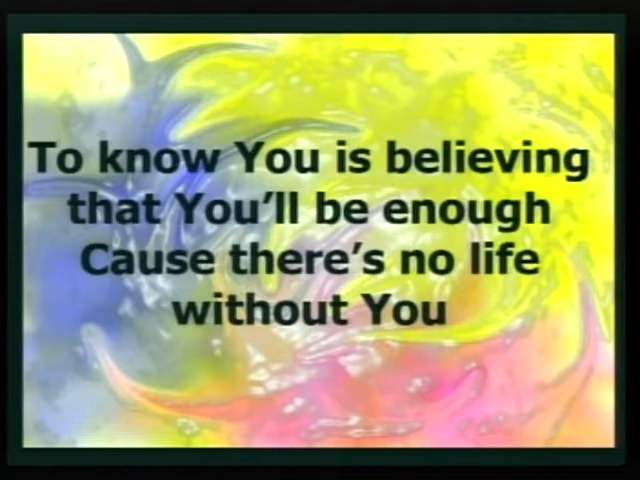 To know You is believing
that You'll be enough
Cause there's no life
without You